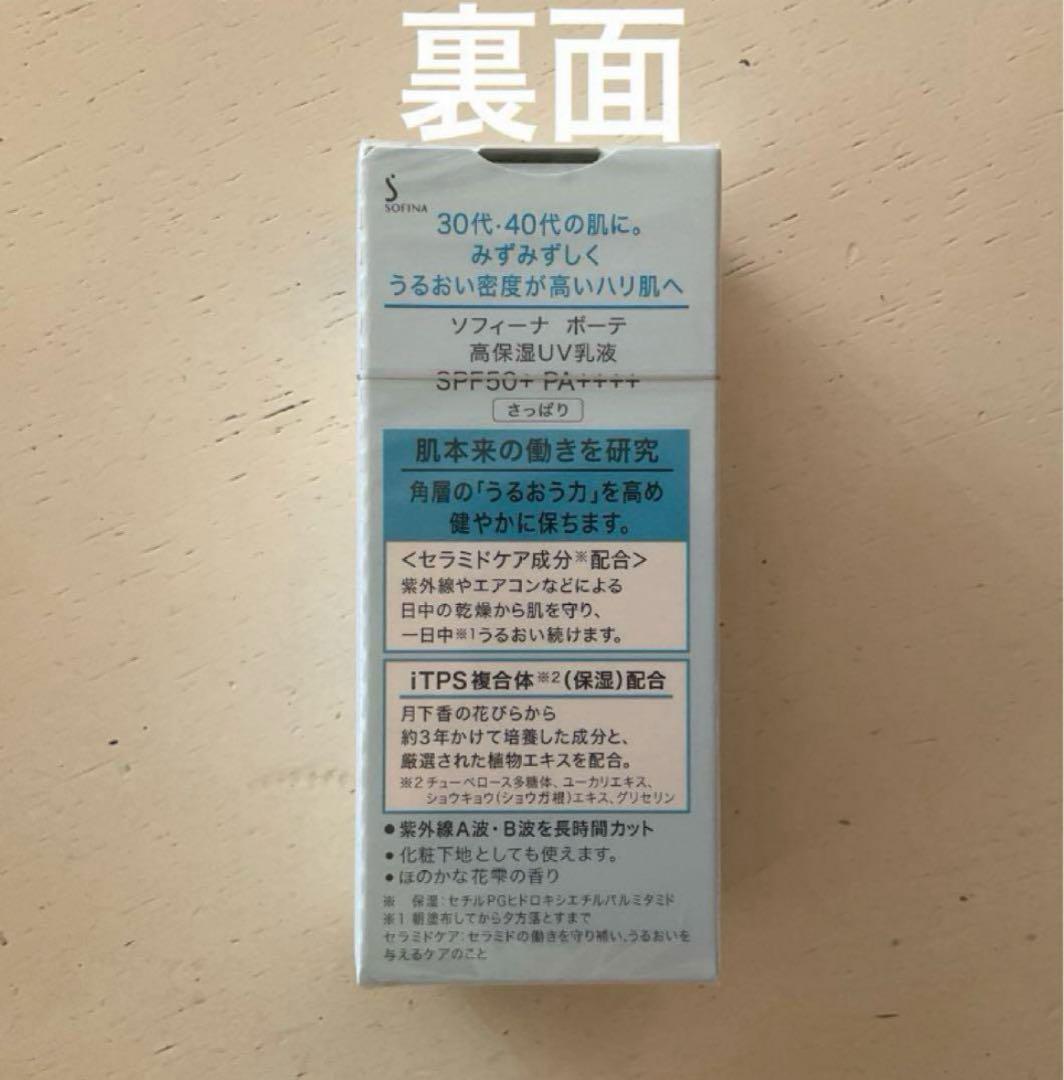 裏面
SOFINA
30代・40代の肌に。
みずみずしく
うるおい密度が高いハリ肌へ
ソフィーナ ボーテ
高保湿UV乳液
SPF50+ PA++++
さっぱり
肌本来の働きを研究
角層の「うるおう力」を高め
健やかに保ちます。
<セラミドケア成分※配合>
紫外線やエアコンなどによる
日中の乾燥から肌を守り、
一日中※1うるおい続けます。
iTPS複合体※2(保湿)配合
月下香の花びらから
約3年かけて培養した成分と、
厳選された植物エキスを配合。
※2 チューベロース多糖体、ユーカリエキス、
ショウキョウ(ショウガ根)エキス、グリセリン
●紫外線A波・B波を長時間カット
●化粧下地としても使えます。
●ほのかな花雫の香り
※ 保湿:セチルPGヒドロキシエチルパルミタミド
※1 朝塗布してから夕方落とすまで
セラミドケア:セラミドの働きを守り補い、うるおいを
与えるケアのこと